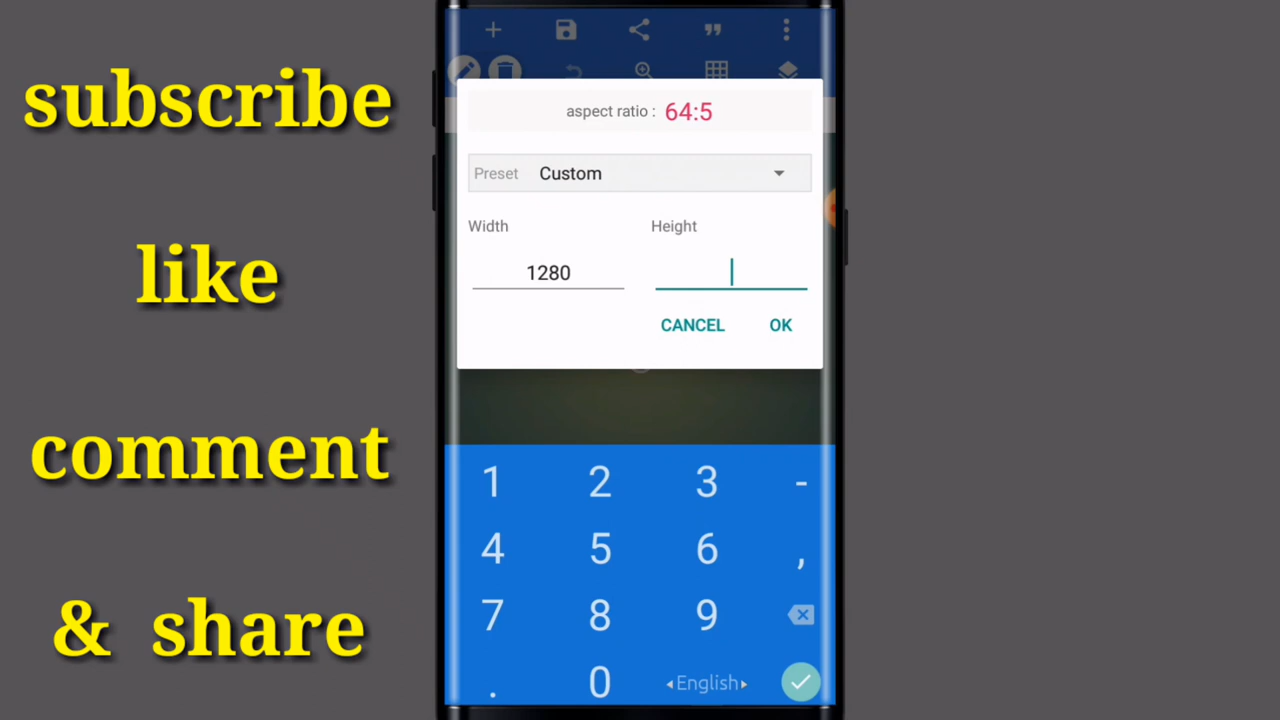 subscribe
like
comment
& share
aspect ratio : 64:5
Preset Custom
Width Height
1280
CANCEL OK
1 2 3 -
4 5 6 ,
7 8 9
. 0 English